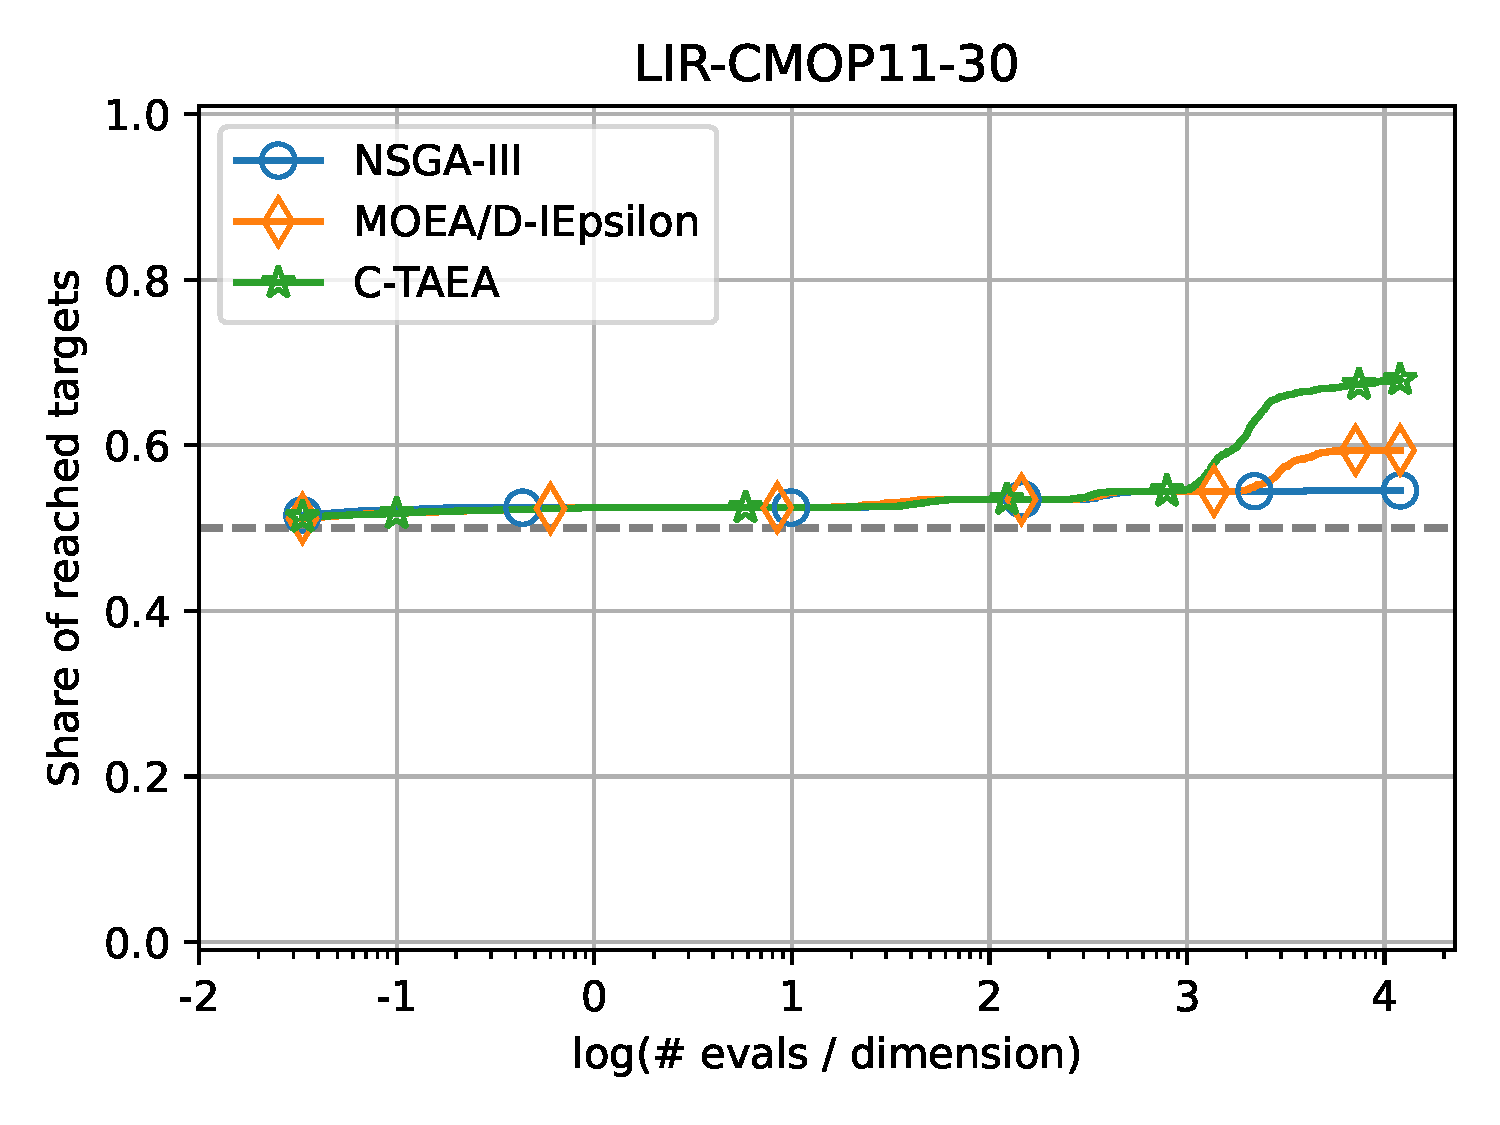 LIR-CMOP11-30
1.0
0.8
0.6
0.4
0.2
0.0
Share of reached targets
NSGA-III
MOEA/D-IEpsilon
C-TAEA
-2 -1 0 1 2 3 4
log(# evals / dimension)